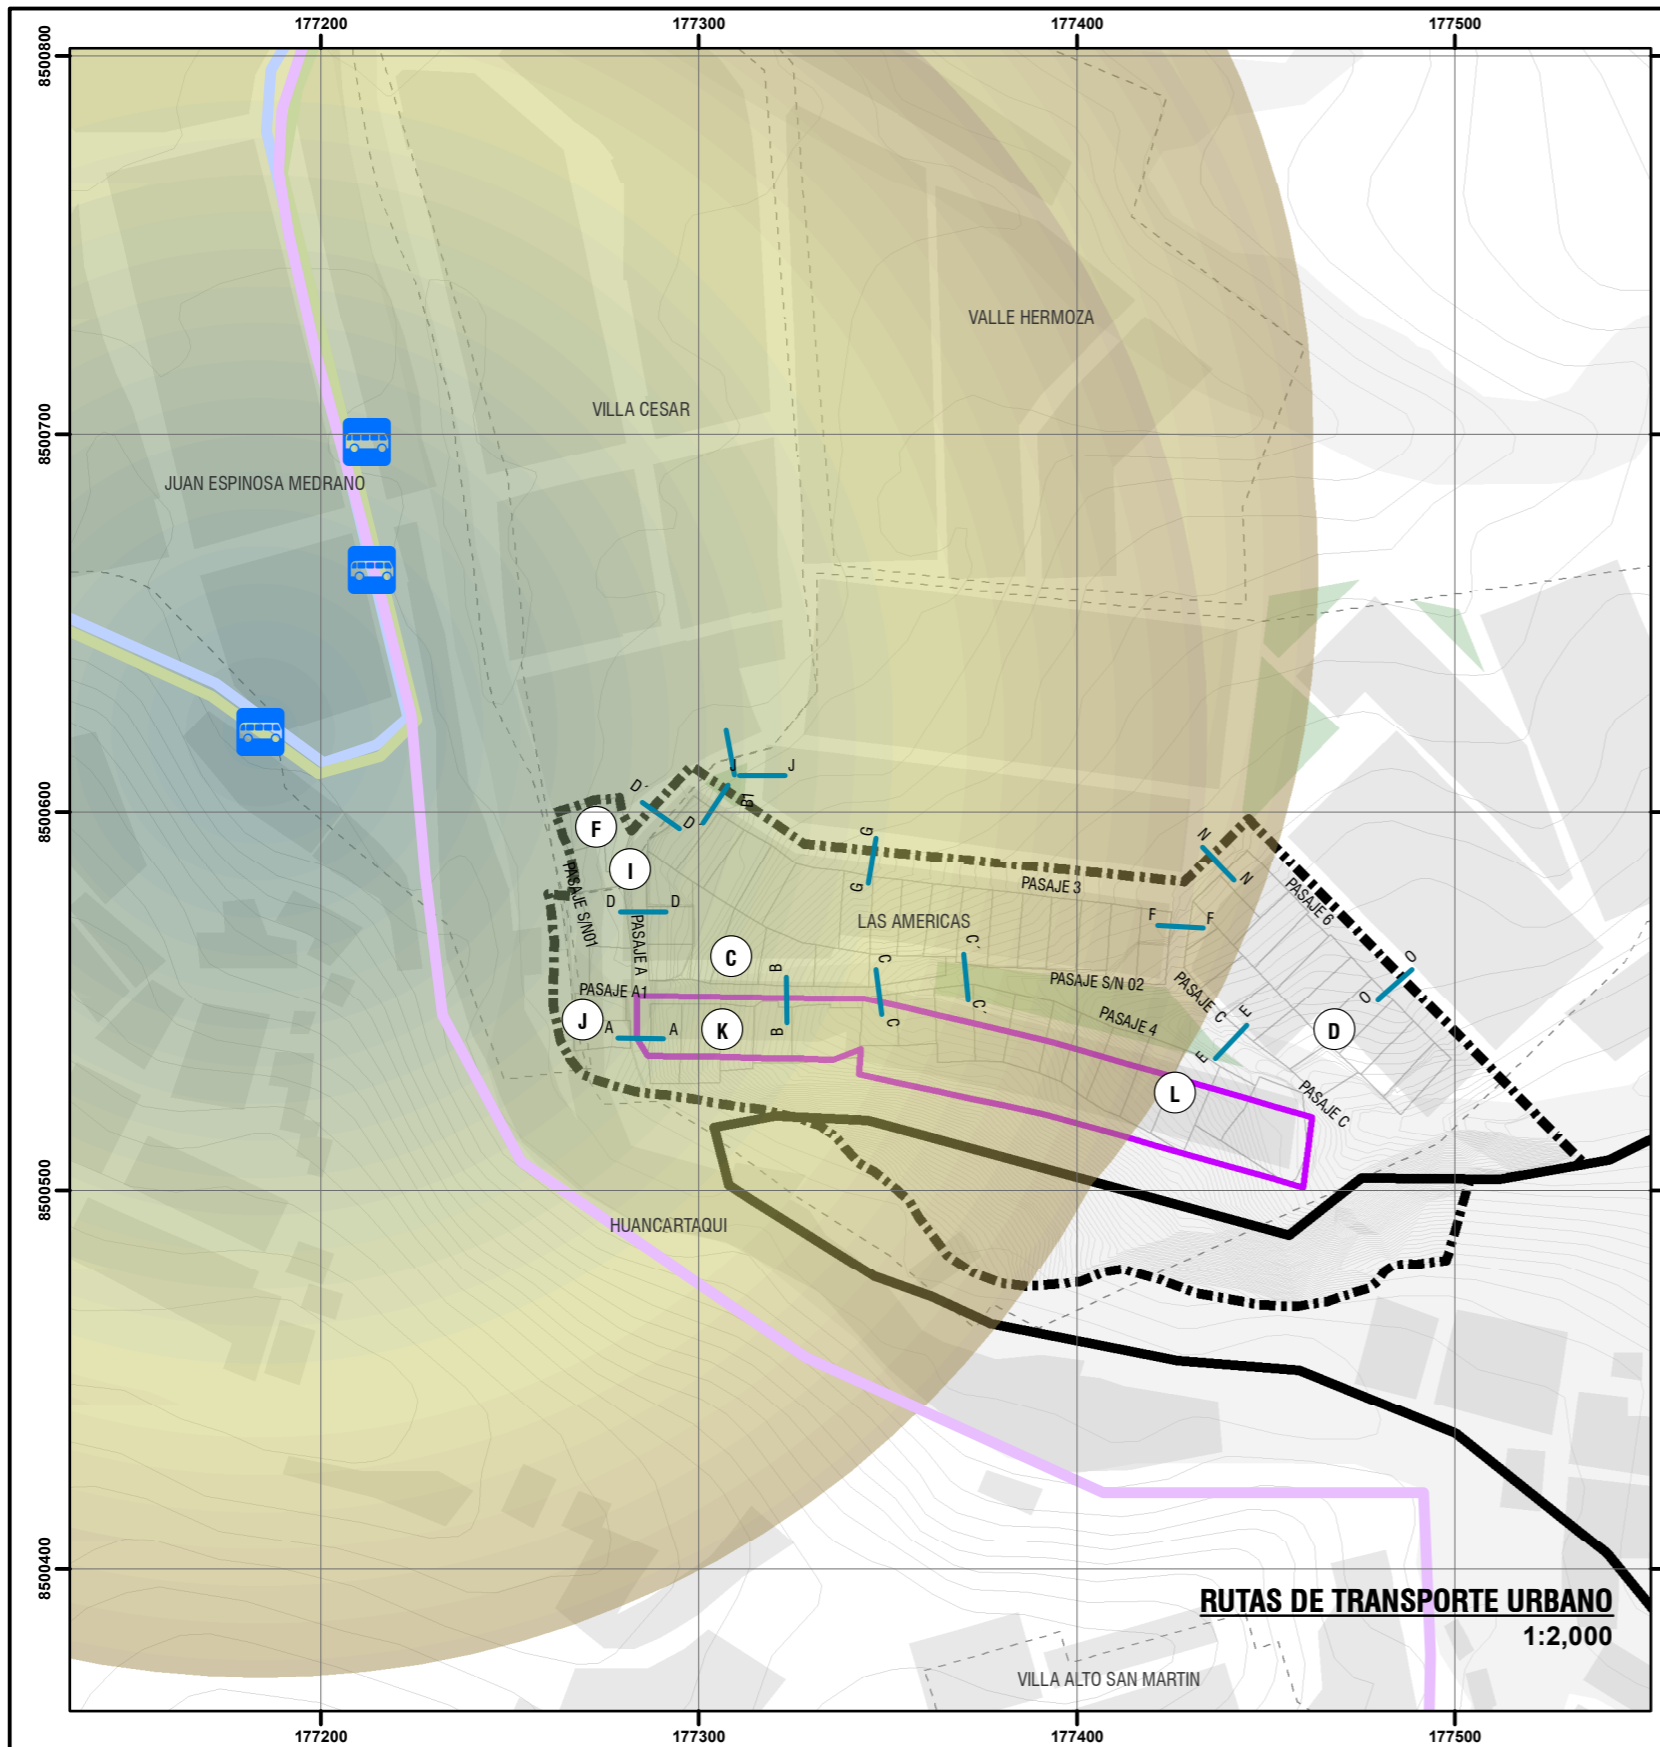 177200
177300
177400
177500
8500800
VALLE HERMOZA
VILLA CESAR
8500700
JUAN ESPINOSA MEDRANO
J
J
D´
8500600
BI
D
F
G
N
I
PASAJE 3
G
N
PASAJE S/N01
D
D
PASAJE 6
F
F
LAS AMERICAS
PASAJE A
C
C´
B
C
O
PASAJE S/N 02
PASAJE C
PASAJE A1
O
C´
E
J
A
A
K
B
C
PASAJE 4
D
E
L
PASAJE C
8500500
HUANCARTAQUI
8500400
RUTAS DE TRANSPORTE URBANO
1:2,000
VILLA ALTO SAN MARTIN
177200
177300
177400
177500